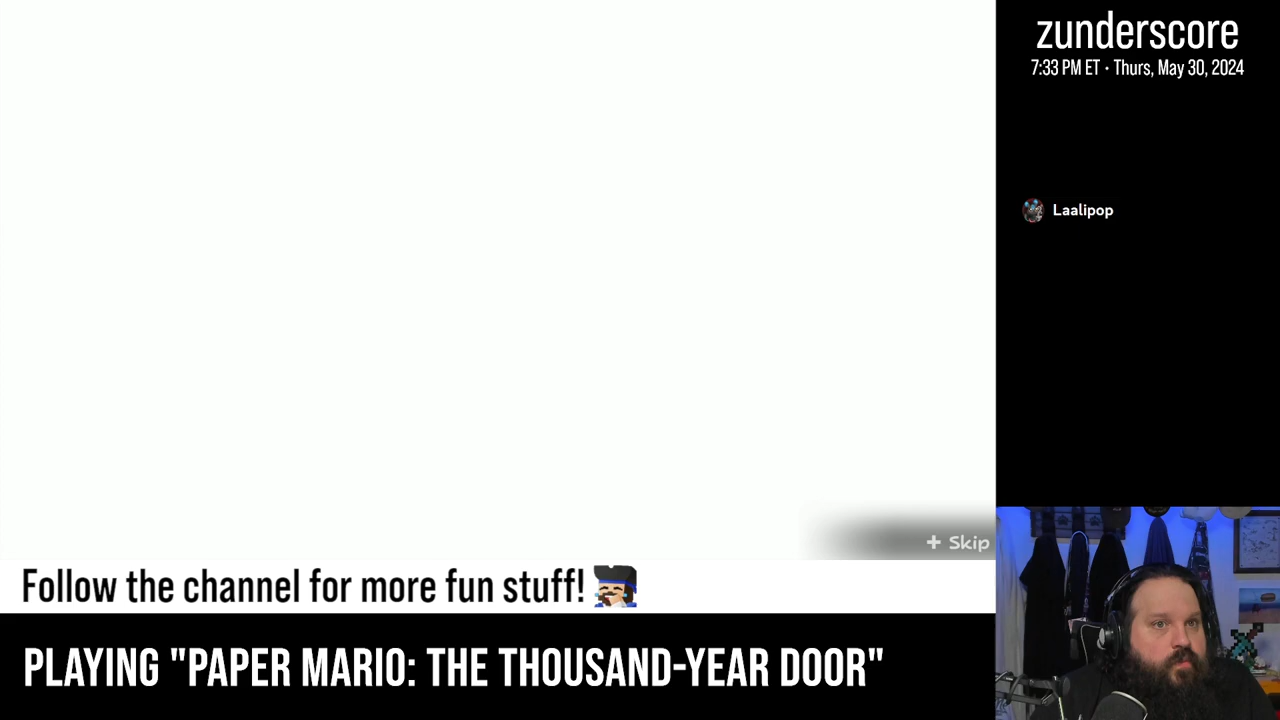 zunderscore
7:33 PM ET • Thurs, May 30, 2024
Laalipop
+ Skip
Follow the channel for more fun stuff!
PLAYING "PAPER MARIO: THE THOUSAND-YEAR DOOR"